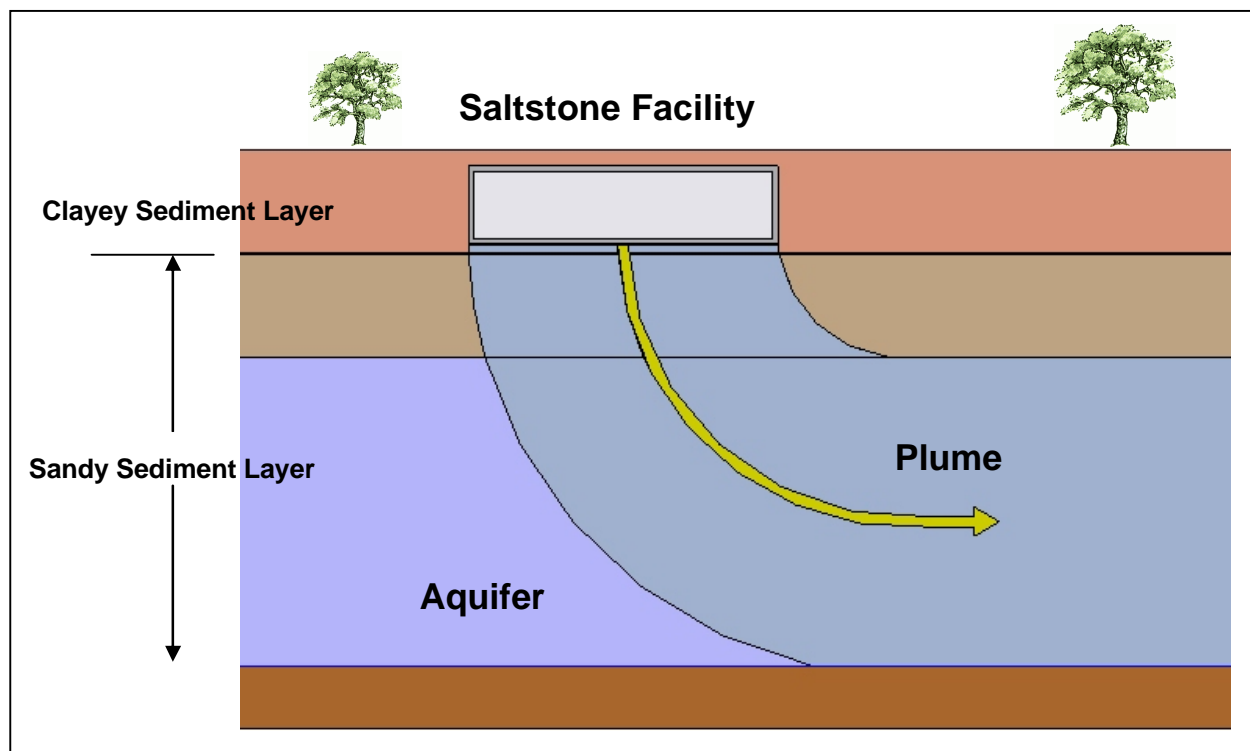 Saltstone Facility
Clayey Sediment Layer
Plume
Sandy Sediment Layer
Aquifer